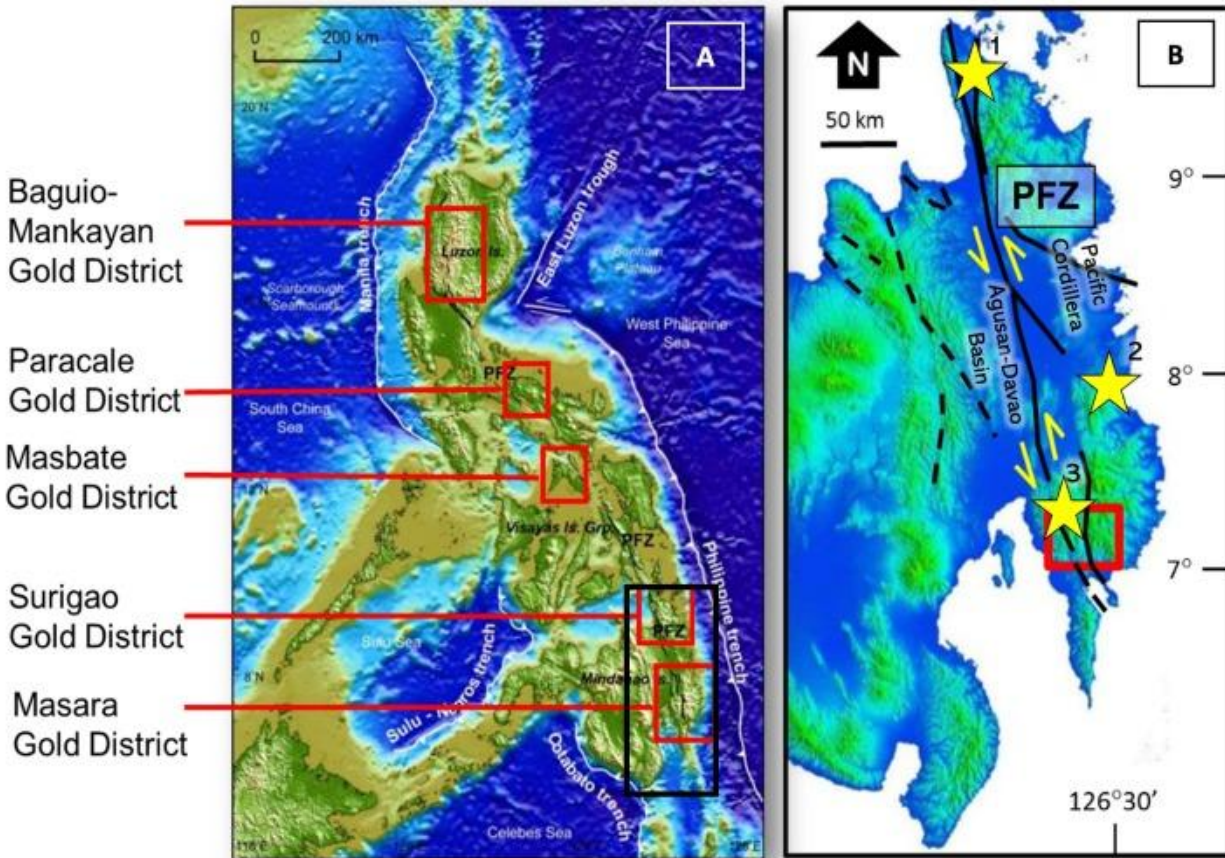 Baguio-
Mankayan
Gold District
Paracale
Gold District
Masbate
Gold District
Surigao
Gold District
Masara
Gold District
0 200 km
A
20°N
Manila trench
Luzon Is.
East Luzon trough
Benham
Plateau
Scarborough
Seamounts
West Philippine
Sea
PFZ
South China
Sea
Visayas Is. Grp.
PFZ
Philippine trench
Sulu Sea
PFZ
8 N
Mindanao Is.
Sulu - Negros trench
Cotabato trench
Celebes Sea
B
N
50 km
1
9°
PFZ
Pacific
Cordillera
Agusan-Davao
Basin
2
8°
3
7°
126°30'